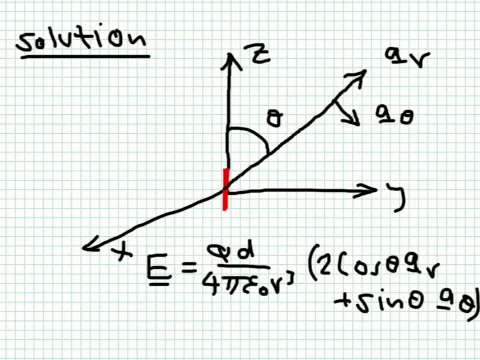 solution
z
ar
θ
aθ
y
x
E = Qd / 4πε₀r³ (2cosθ ar
+ sinθ aθ)